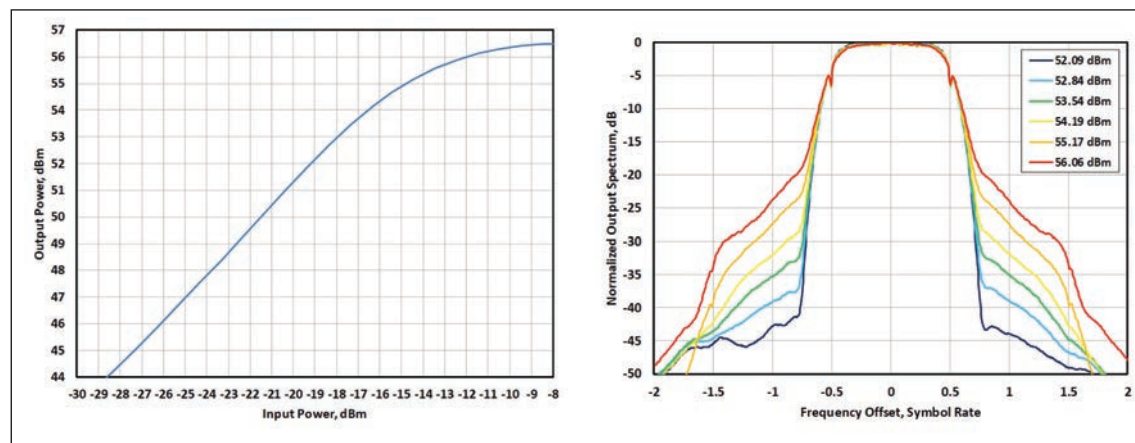 57
56
55
54
53
52
51
50
49
48
47
46
45
44
Output Power, dBm
-30 -29 -28 -27 -26 -25 -24 -23 -22 -21 -20 -19 -18 -17 -16 -15 -14 -13 -12 -11 -10 -9 -8
Input Power, dBm
0
-5
-10
-15
-20
-25
-30
-35
-40
-45
-50
Normalized Output Spectrum, dB
52.09 dBm
52.84 dBm
53.54 dBm
54.19 dBm
55.17 dBm
56.06 dBm
-2 -1.5 -1 -0.5 0 0.5 1 1.5 2
Frequency Offset, Symbol Rate